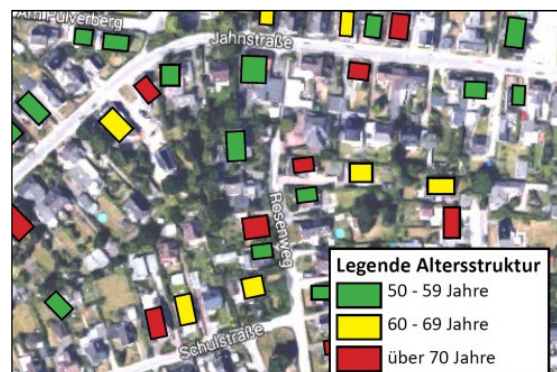 Am Pulverberg
Jahnstraße
Rosenweg
Schulstraße
Legende Altersstruktur
50 - 59 Jahre
60 - 69 Jahre
über 70 Jahre